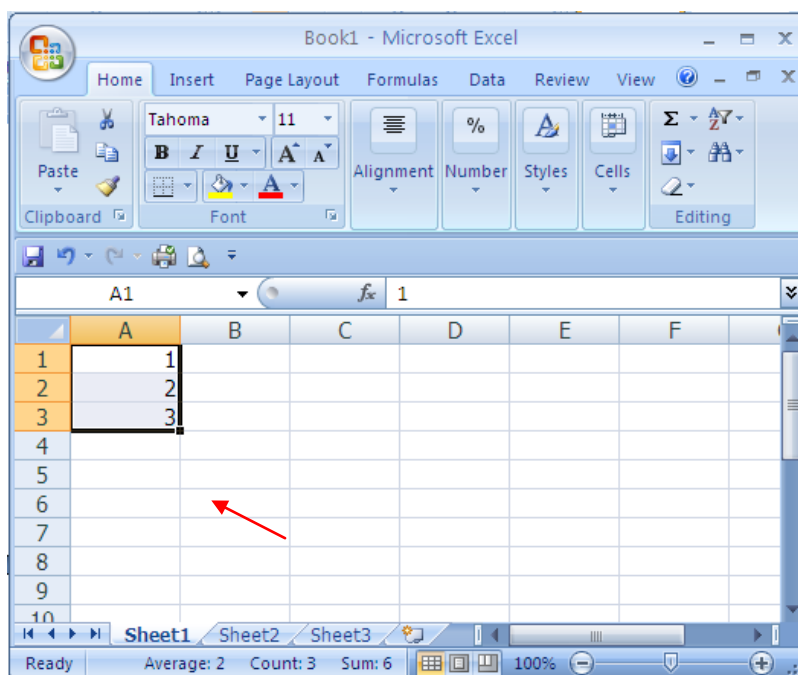 Book1 - Microsoft Excel
Home Insert Page Layout Formulas Data Review View
Tahoma 11 % A Σ A Z
B I U A A
Paste Alignment Number Styles Cells
A
Clipboard Font Editing
A1 fx 1
A B C D E F
1 1
2 2
3 3
4
5
6
7
8
9
10
Sheet1 Sheet2 Sheet3
Ready Average: 2 Count: 3 Sum: 6 100%